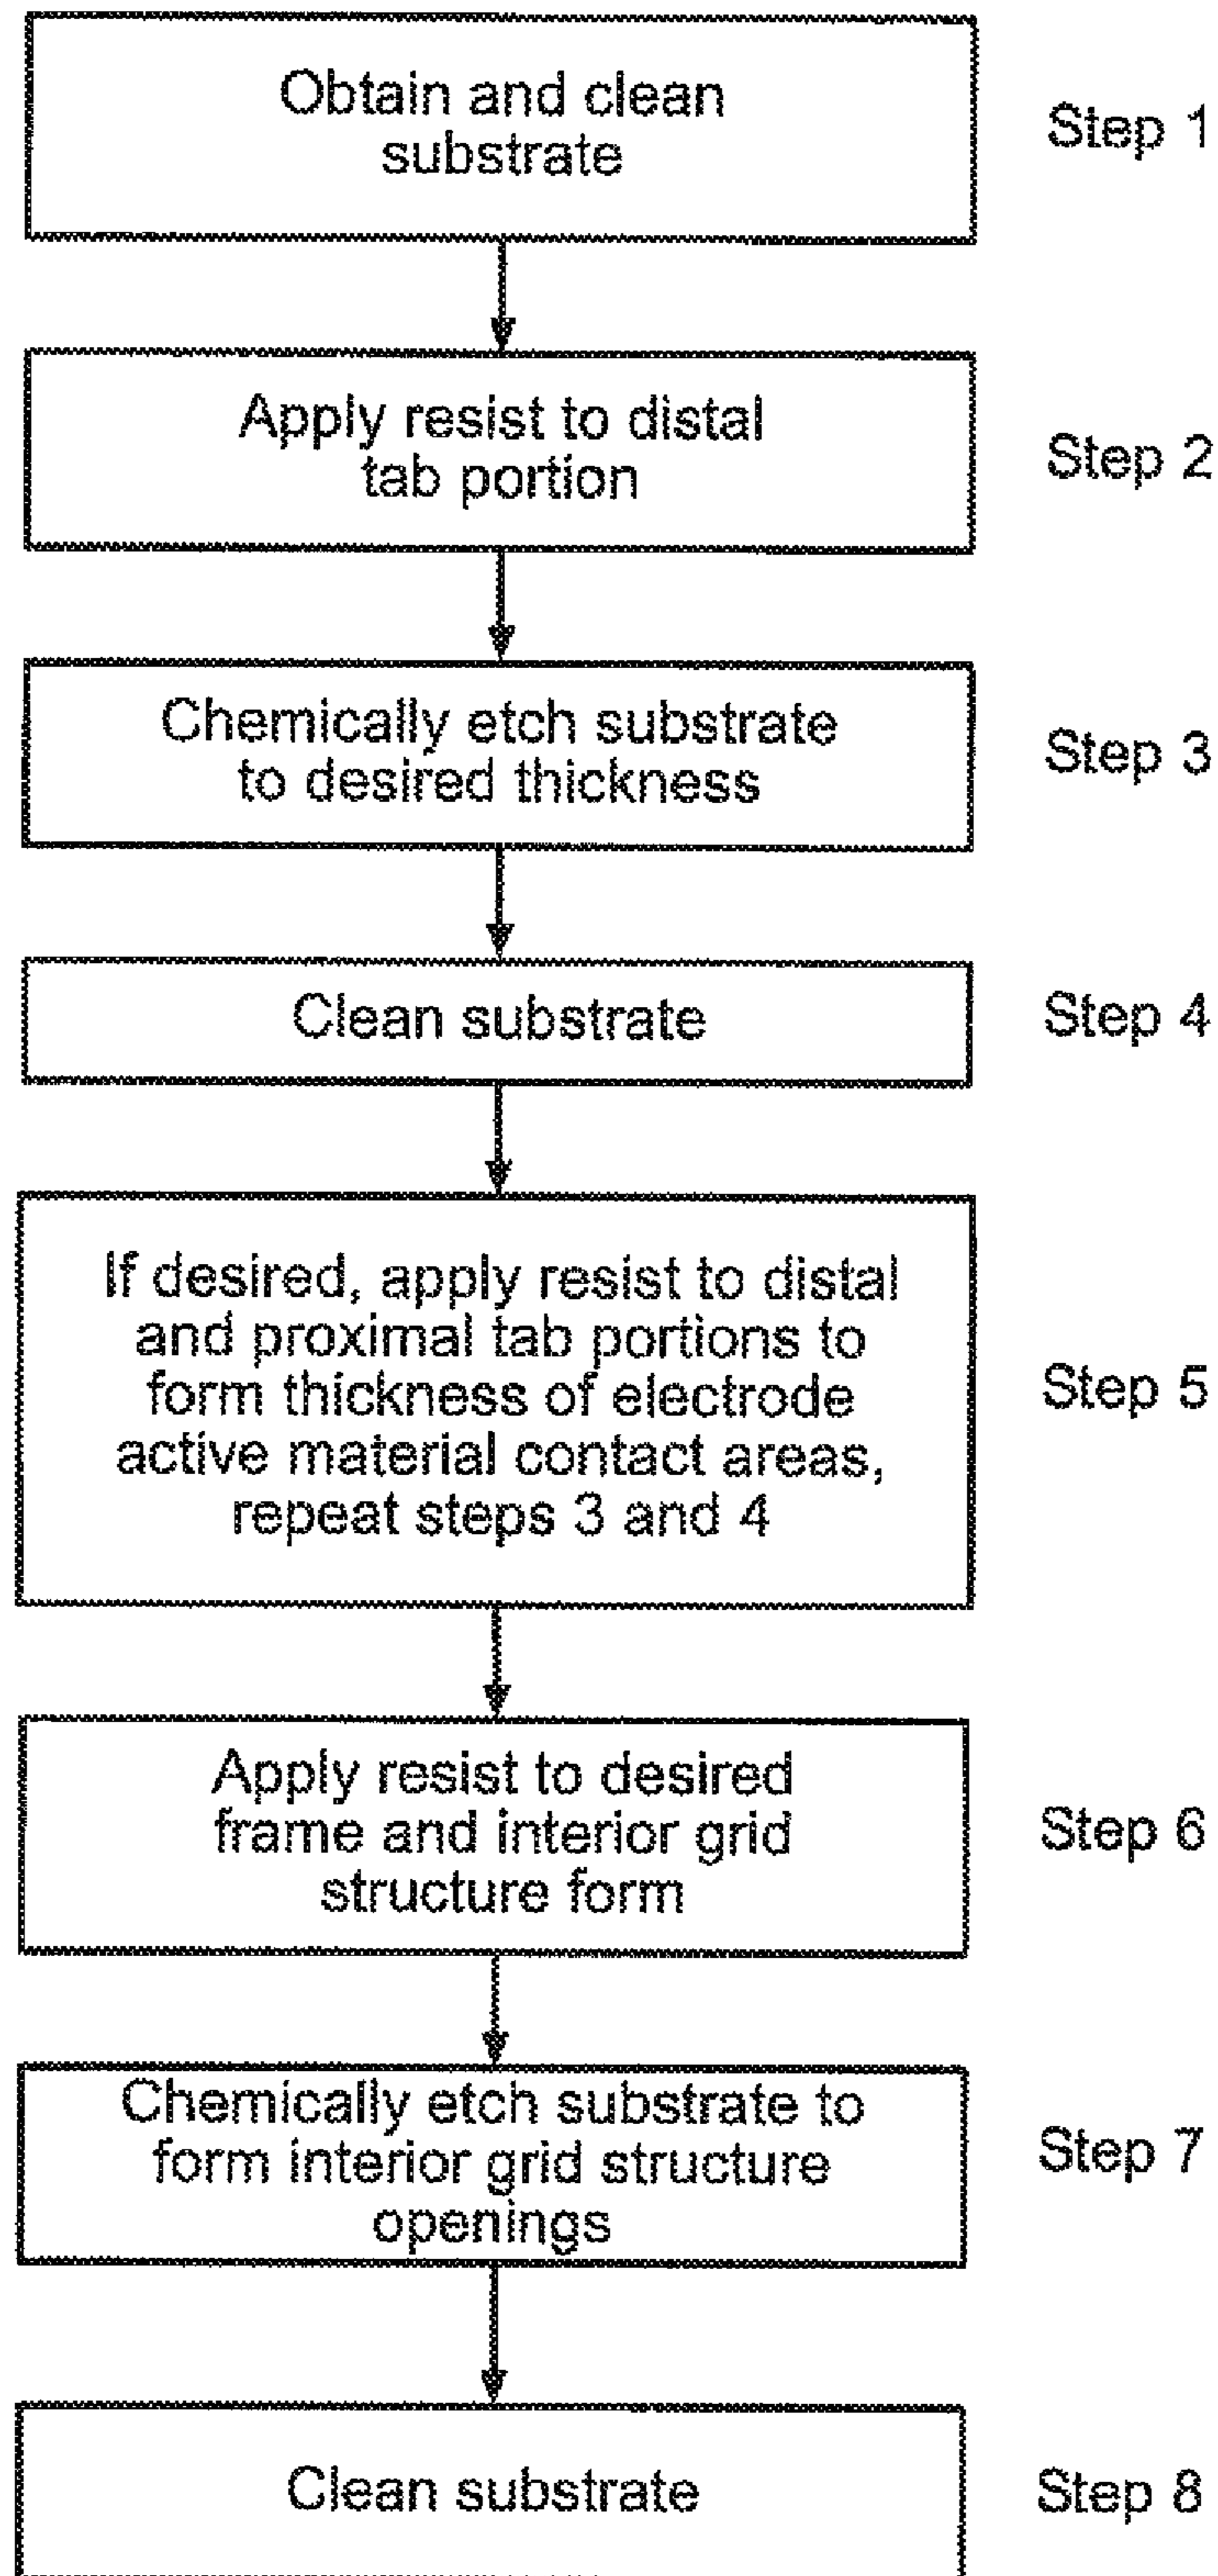 Obtain and clean
substrate
Step 1
Apply resist to distal
tab portion
Step 2
Chemically etch substrate
to desired thickness
Step 3
Clean substrate
Step 4
If desired, apply resist to distal
and proximal tab portions to
form thickness of electrode
active material contact areas,
repeat steps 3 and 4
Step 5
Apply resist to desired
frame and interior grid
structure form
Step 6
Chemically etch substrate to
form interior grid structure
openings
Step 7
Clean substrate
Step 8